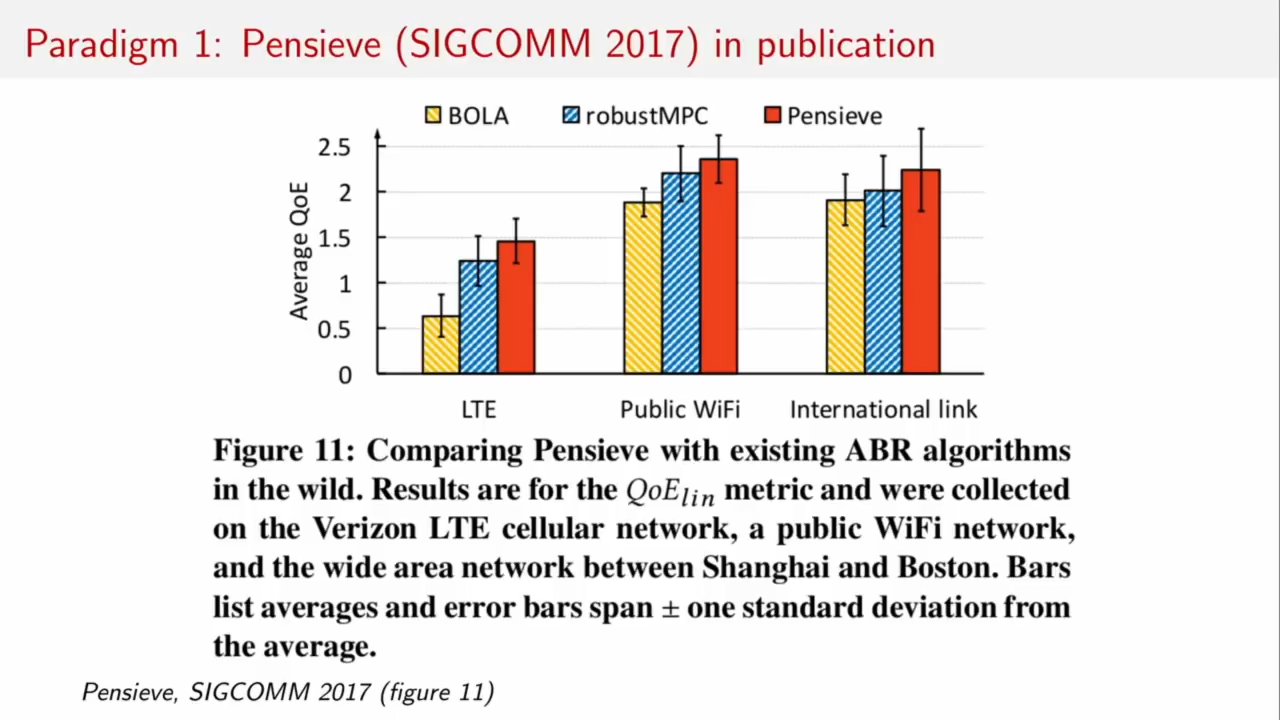 Paradigm 1: Pensieve (SIGCOMM 2017) in publication
BOLA robustMPC Pensieve
2.5
2
1.5
1
0.5
0
Average QoE
LTE Public WiFi International link
Figure 11: Comparing Pensieve with existing ABR algorithms
in the wild. Results are for the QoE_lin metric and were collected
on the Verizon LTE cellular network, a public WiFi network,
and the wide area network between Shanghai and Boston. Bars
list averages and error bars span ± one standard deviation from
the average.
Pensieve, SIGCOMM 2017 (figure 11)